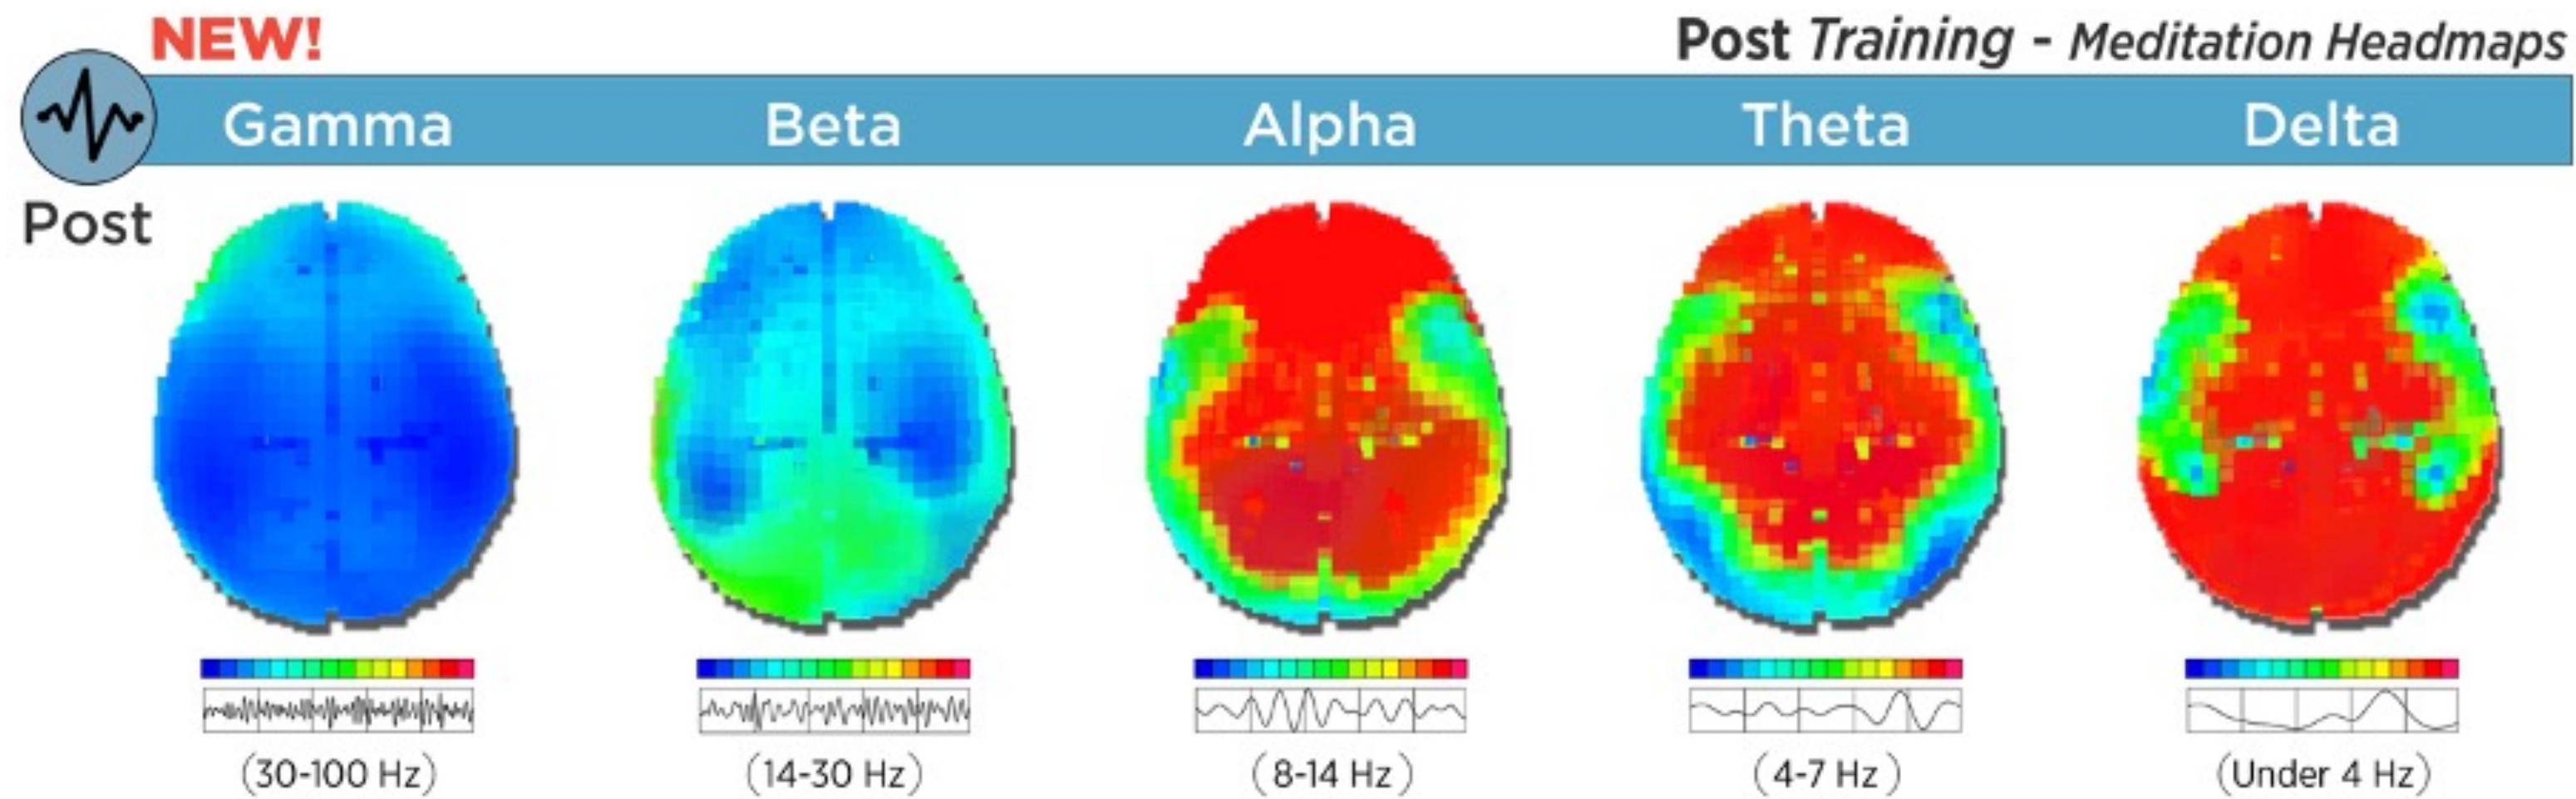 NEW!
Post Training - Meditation Headmaps
Gamma Beta Alpha Theta Delta
Post
(30-100 Hz) (14-30 Hz) (8-14 Hz) (4-7 Hz) (Under 4 Hz)